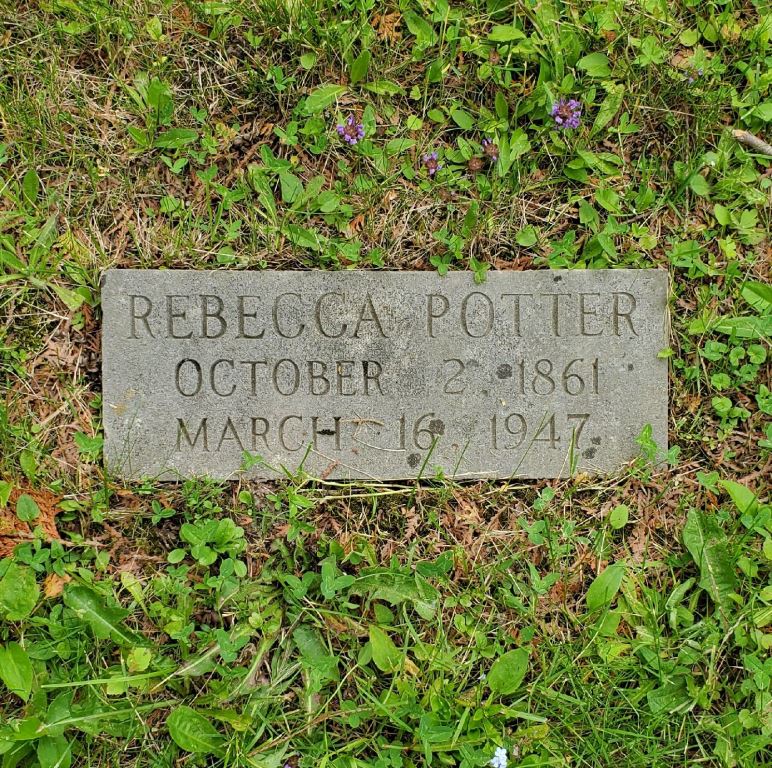 REBECCA POTTER
OCTOBER 2 1861
MARCH 16 1947